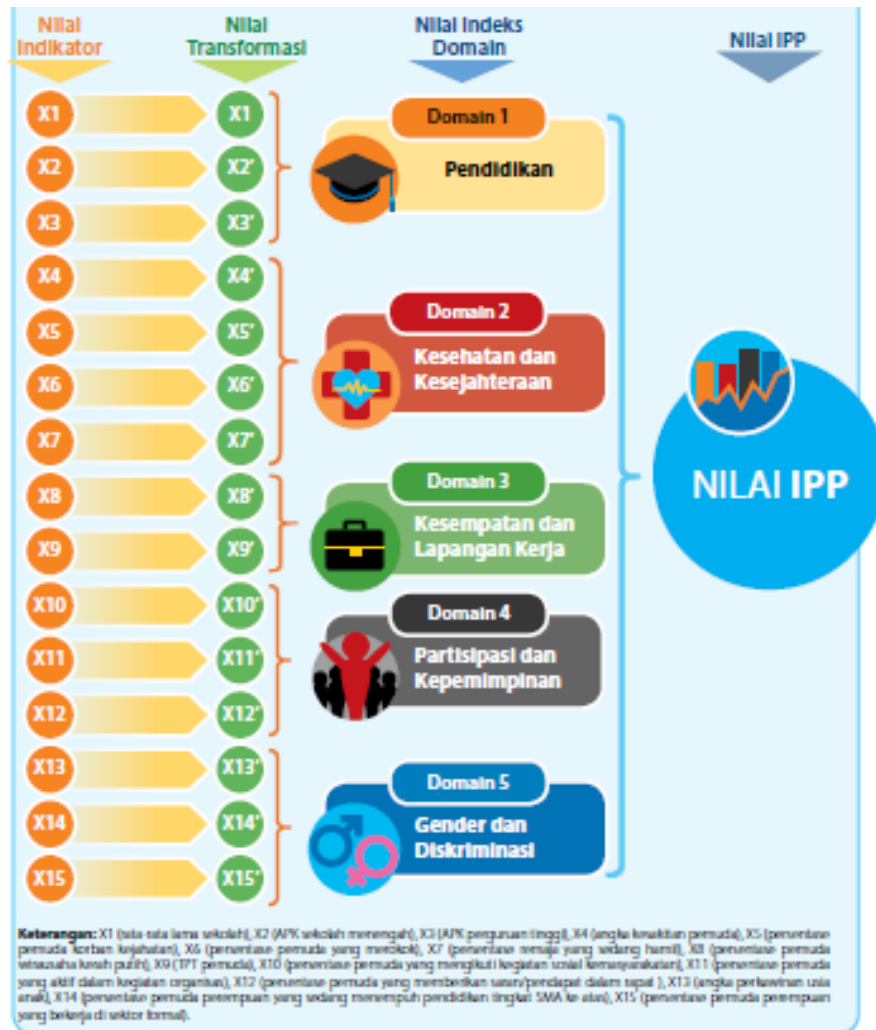 Nilai Indikator
Nilai Transformasi
Nilai Indeks Domain
Nilai IPP
X1
X1
X2
X2'
X3
X3'
Domain 1
Pendidikan
X4
X4'
X5
X5'
X6
X6'
X7
X7'
Domain 2
Kesehatan dan
Kesejahteraan
X8
X8'
X9
X9'
Domain 3
Kesempatan dan
Lapangan Kerja
X10
X10'
X11
X11'
X12
X12'
Domain 4
Partisipasi dan
Kepemimpinan
X13
X13'
X14
X14'
X15
X15'
Domain 5
Gender dan
Diskriminasi
NILAI IPP
Keterangan: X1 (rata-rata lama sekolah), X2 (APK sekolah menengah), X3 (APK perguruan tinggi), X4 (angka kesakitan pemuda), X5 (persentase
pemuda korban kejahatan), X6 (persentase pemuda yang merokok), X7 (persentase remaja yang sedang hamil), X8 (persentase pemuda
wirausaha kerah putih), X9 (TPT pemuda), X10 (persentase pemuda yang mengikuti kegiatan sosial kemasyarakatan), X11 (persentase pemuda
yang aktif dalam kegiatan organisasi), X12 (persentase pemuda yang memberikan saran/pendapat dalam rapat ), X13 (angka perkawinan usia
anak), X14 (persentase pemuda perempuan yang sedang menempuh pendidikan tingkat SMA ke atas), X15 (persentase pemuda perempuan
yang bekerja di sektor formal).